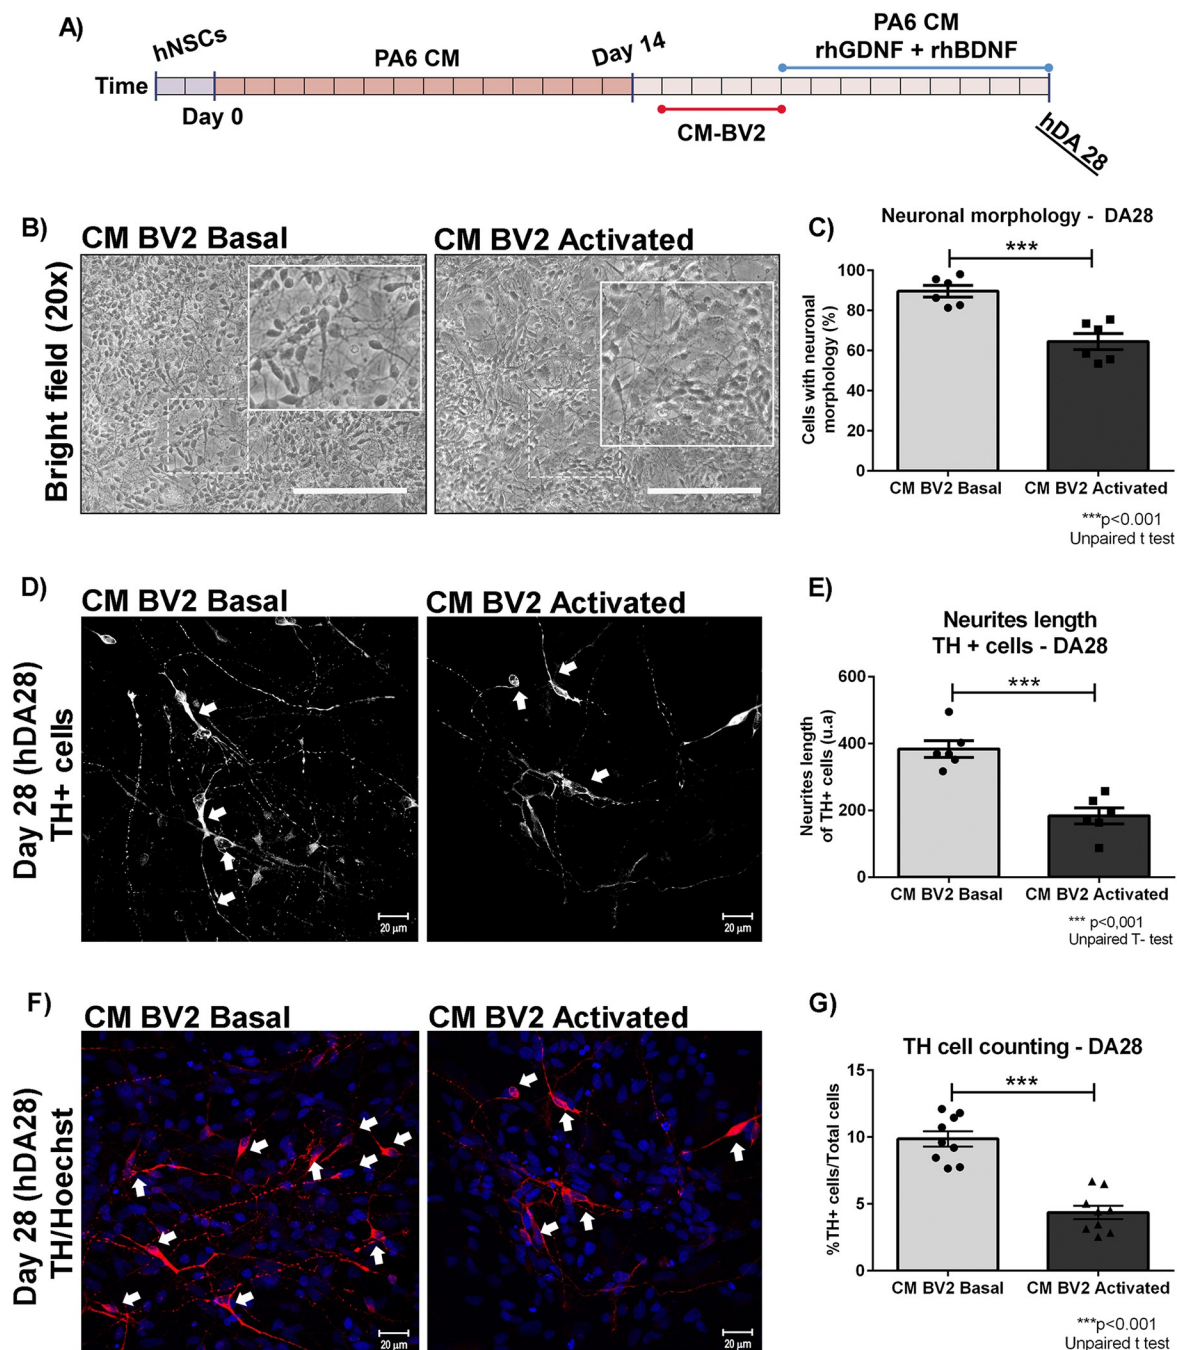 A)
hNSCs
PA6 CM
Day 14
PA6 CM
rhGDNF + rhBDNF
Time
Day 0
CM-BV2
hDA 28
B)
CM BV2 Basal
CM BV2 Activated
Bright field (20x)
C)
Neuronal morphology - DA28
***
Cells with neuronal
morphology (%)
100
80
60
40
20
0
CM BV2 Basal
CM BV2 Activated
***p<0.001
Unpaired t test
D)
CM BV2 Basal
CM BV2 Activated
Day 28 (hDA28)
TH+ cells
20 µm
20 µm
E)
Neurites length
TH + cells - DA28
***
Neurites length
of TH+ cells (u.a)
600
400
200
0
CM BV2 Basal
CM BV2 Activated
*** p<0,001
Unpaired T- test
F)
CM BV2 Basal
CM BV2 Activated
Day 28 (hDA28)
TH/Hoechst
20 µm
20 µm
G)
TH cell counting - DA28
***
%TH+ cells/Total cells
15
10
5
0
CM BV2 Basal
CM BV2 Activated
***p<0.001
Unpaired t test